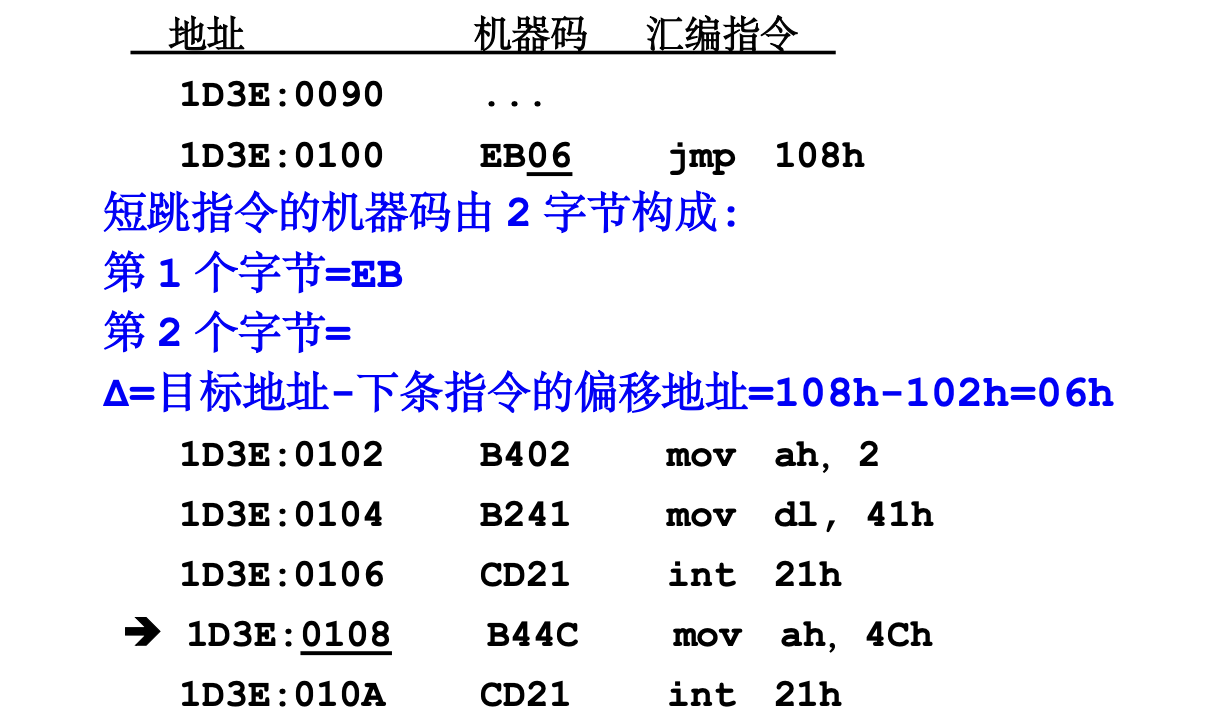 地址 机器码 汇编指令
1D3E:0090 ...
1D3E:0100 EB06 jmp 108h
短跳指令的机器码由 2 字节构成:
第 1 个字节=EB
第 2 个字节=
Δ=目标地址-下条指令的偏移地址=108h-102h=06h
1D3E:0102 B402 mov ah, 2
1D3E:0104 B241 mov dl, 41h
1D3E:0106 CD21 int 21h
➔ 1D3E:0108 B44C mov ah, 4Ch
1D3E:010A CD21 int 21h